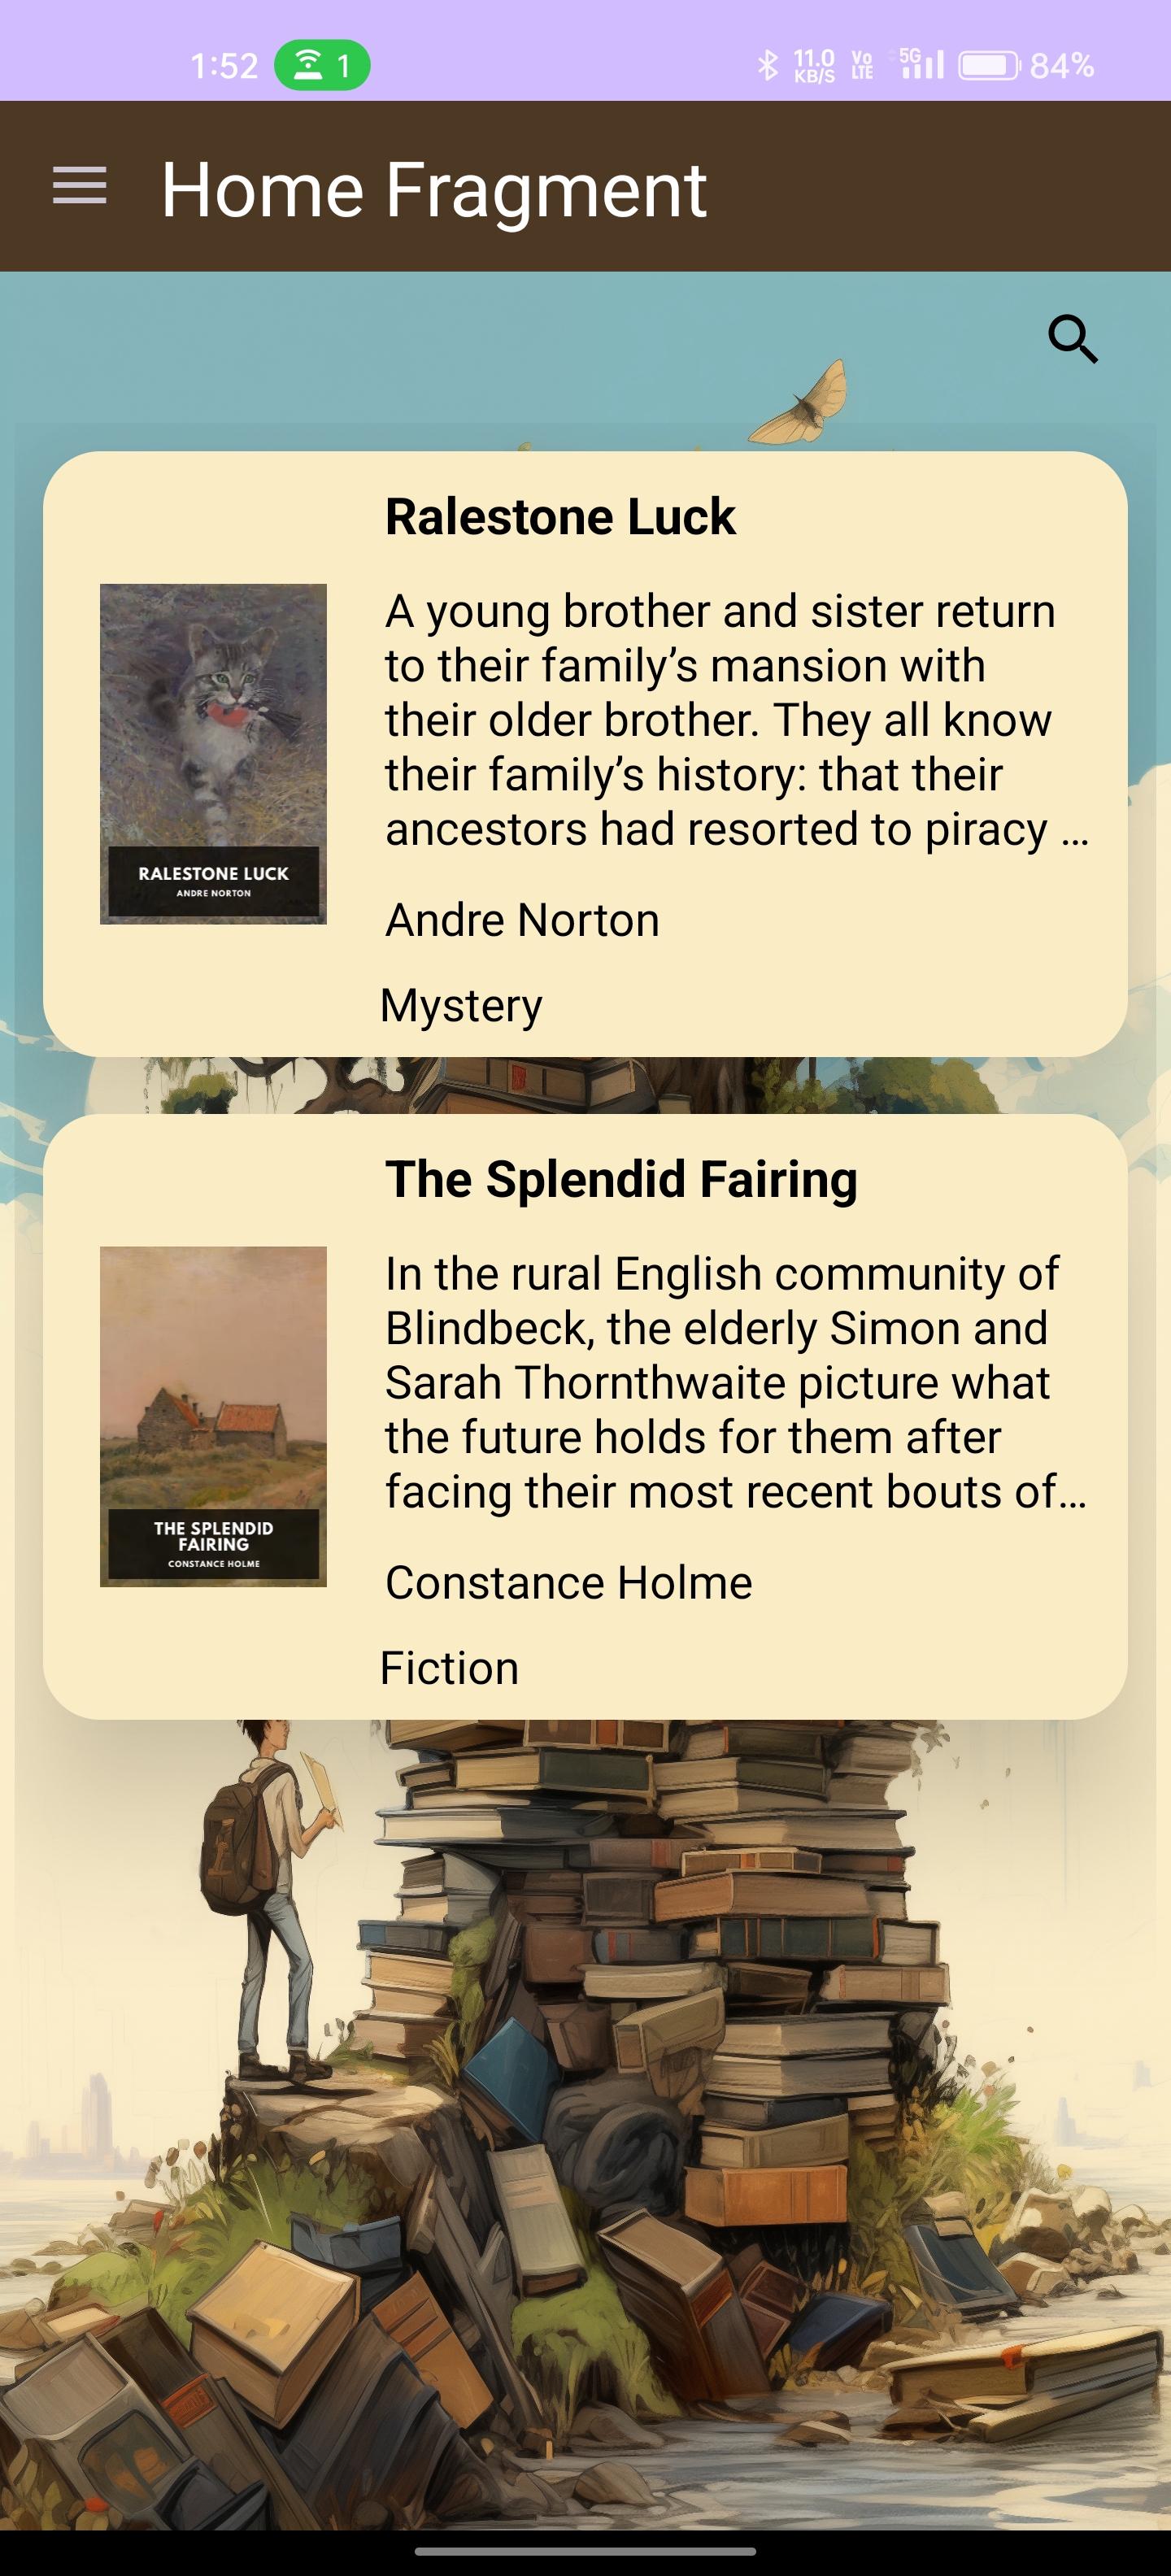 1:52 1 11.0 KB/S Vo LTE 5G 84%
Home Fragment
Ralestone Luck
A young brother and sister return
to their family’s mansion with
their older brother. They all know
their family’s history: that their
ancestors had resorted to piracy ...
RALESTONE LUCK
ANDRE NORTON
Andre Norton
Mystery
The Splendid Fairing
In the rural English community of
Blindbeck, the elderly Simon and
Sarah Thornthwaite picture what
the future holds for them after
facing their most recent bouts of...
THE SPLENDID
FAIRING
CONSTANCE HOLME
Constance Holme
Fiction